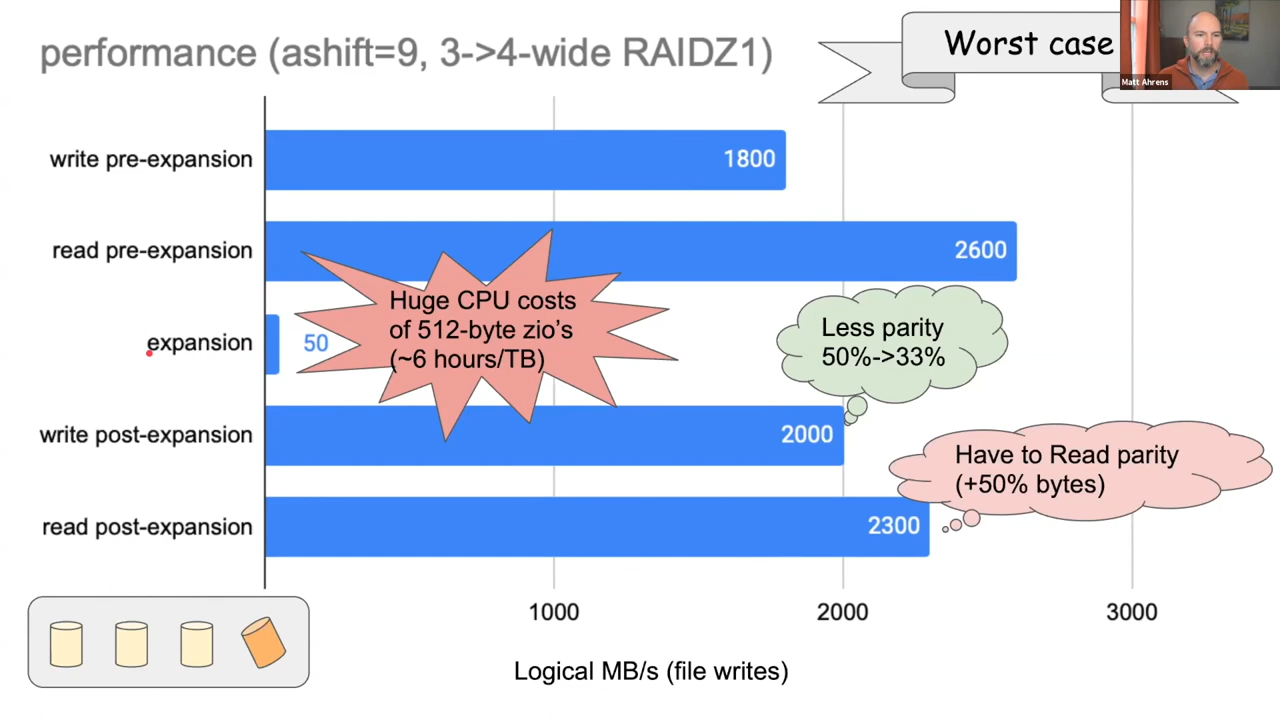 performance (ashift=9, 3->4-wide RAIDZ1)
Worst case
Matt Ahrens
write pre-expansion
1800
read pre-expansion
2600
Huge CPU costs
of 512-byte zio's
(~6 hours/TB)
expansion
50
Less parity
50%->33%
write post-expansion
2000
Have to Read parity
(+50% bytes)
read post-expansion
2300
1000
2000
3000
Logical MB/s (file writes)